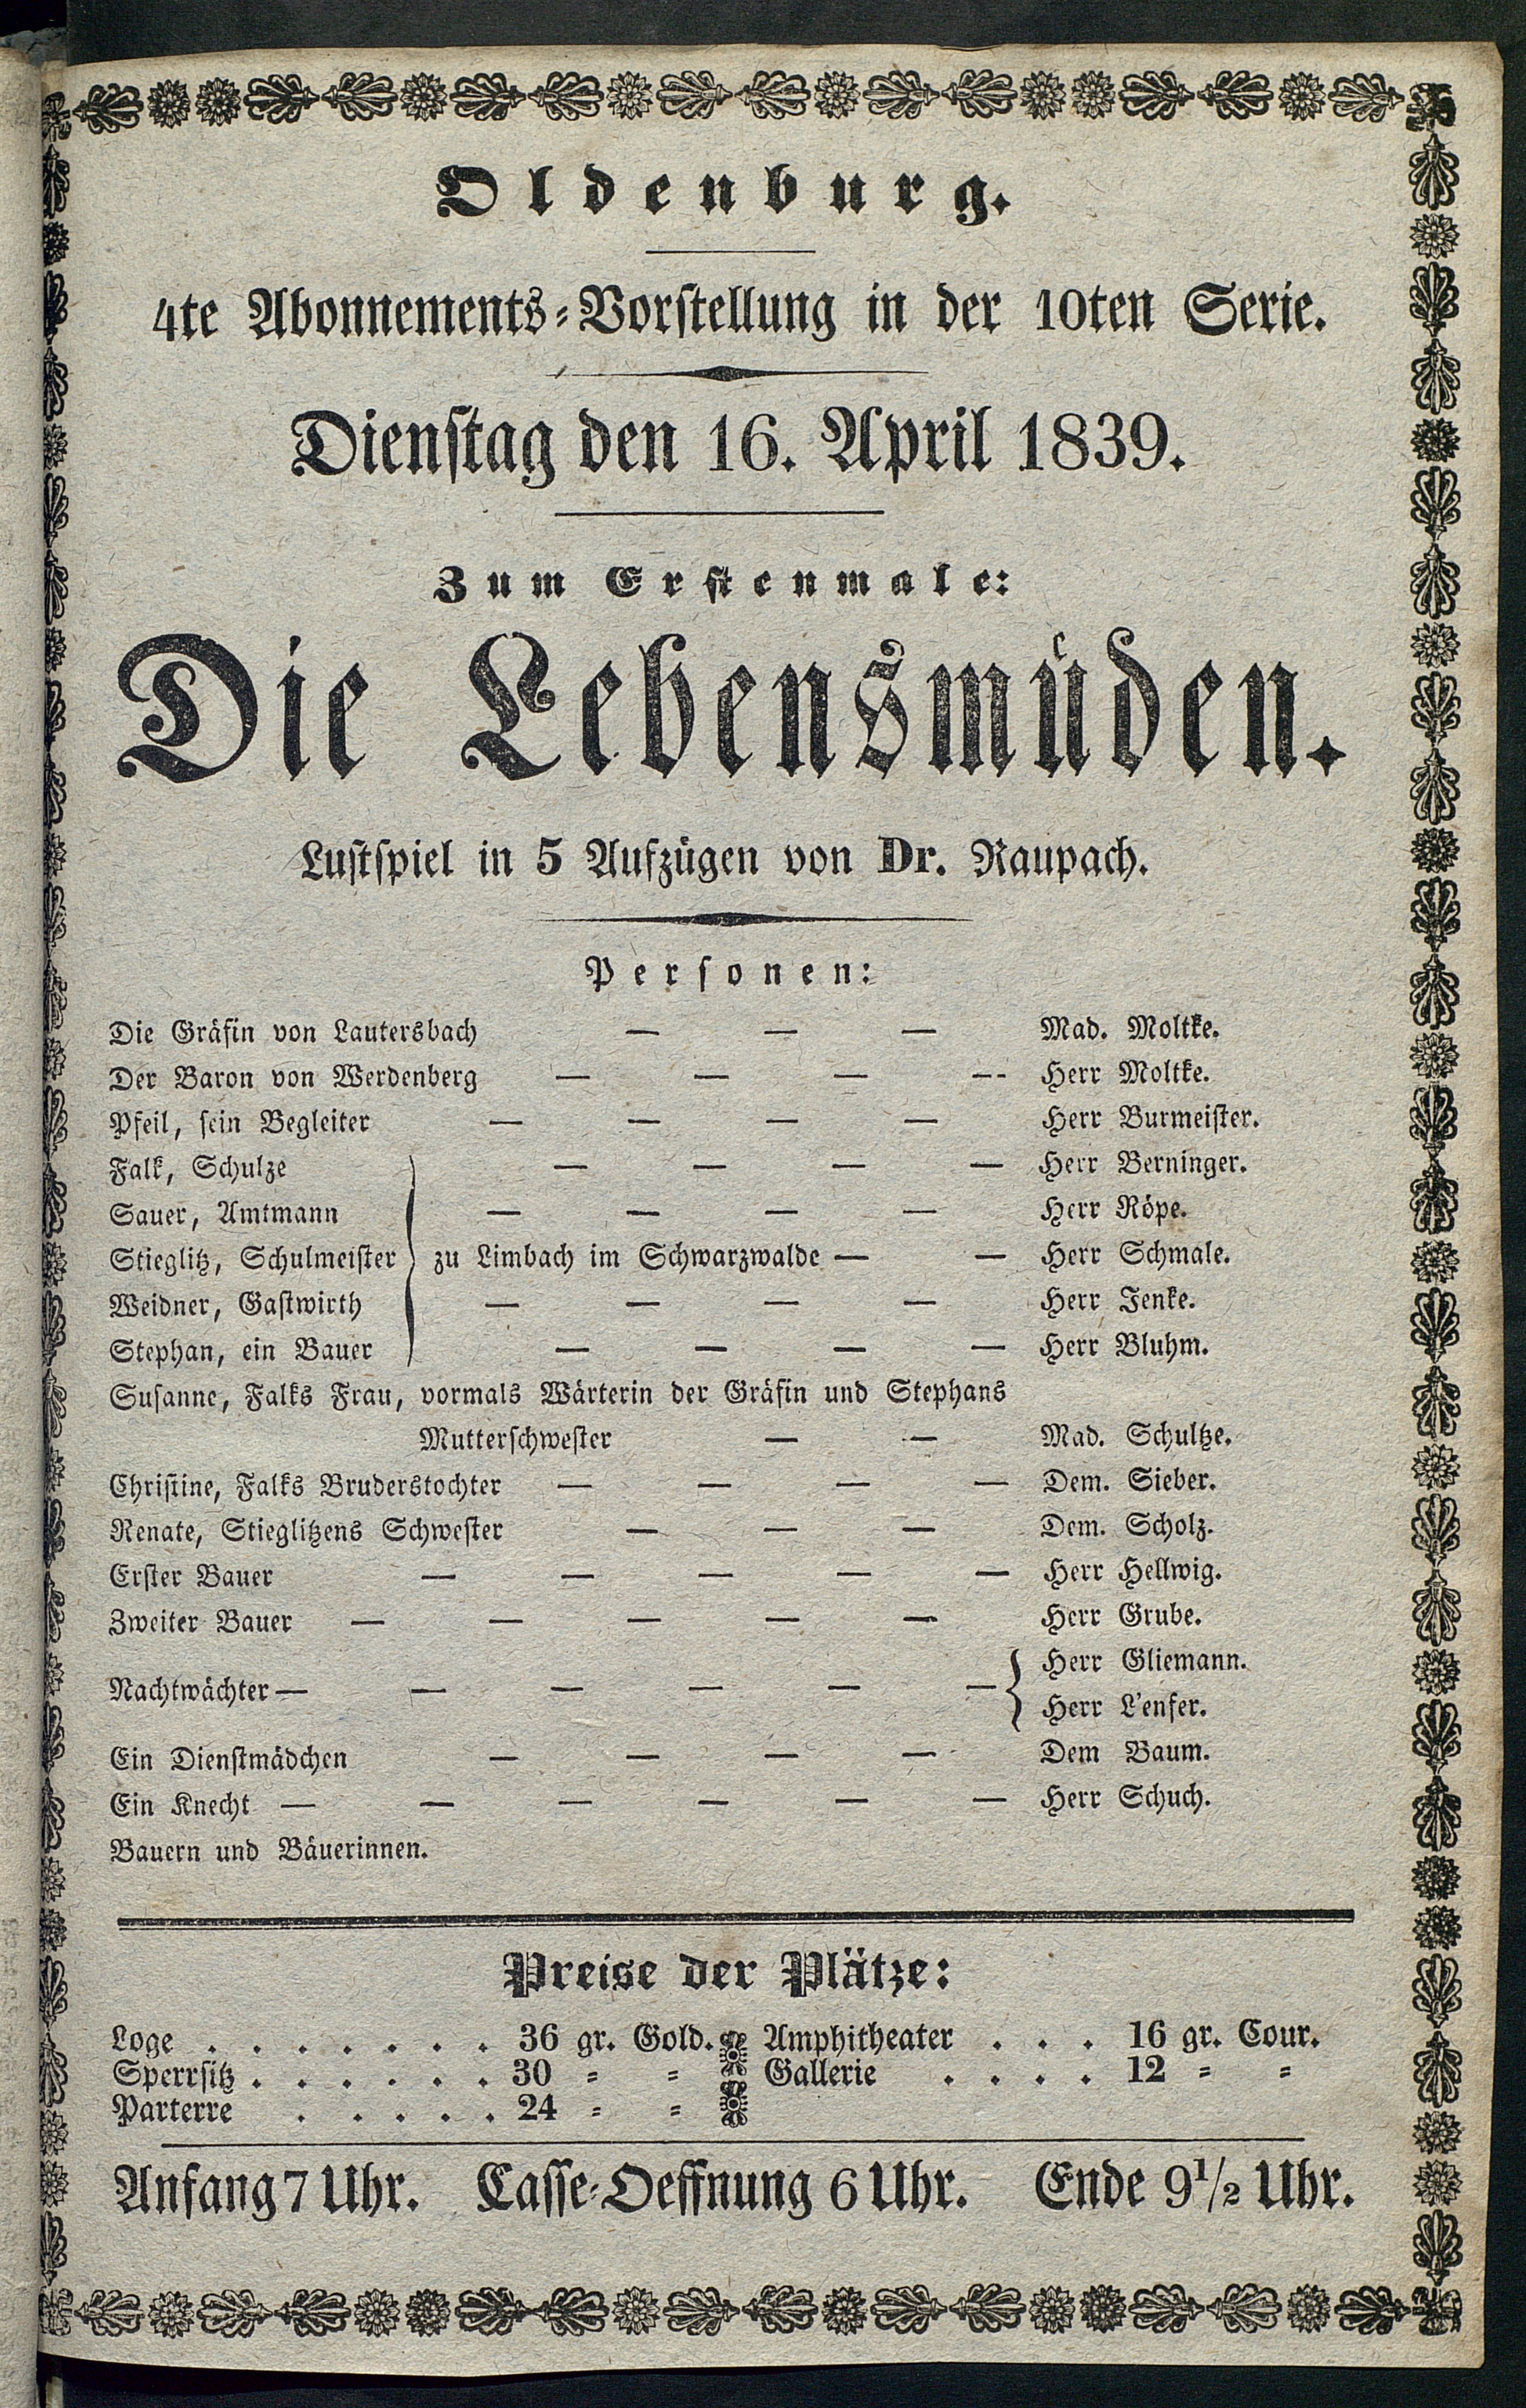 Oldenburg.
4te Abonnements-Vorstellung in der 10ten Serie.
Dienstag den 16. April 1839.
Zum Erstenmale:
Die Lebensmüden.
Lustspiel in 5 Aufzügen von Dr. Raupach.
Personen:
Die Gräfin von Lautersbach — — — Mad. Moltke.
Der Baron von Werdenberg — — — — Herr Moltke.
Pfeil, sein Begleiter — — — — Herr Burmeister.
Falk, Schulze — — — — Herr Berninger.
Sauer, Amtmann — — — — Herr Röpe.
Stieglitz, Schulmeister zu Limbach im Schwarzwalde — — Herr Schmale.
Weidner, Gastwirth — — — — Herr Jenke.
Stephan, ein Bauer — — — — Herr Bluhm.
Susanne, Falks Frau, vormals Wärterin der Gräfin und Stephans
Mutterschwester — — Mad. Schultze.
Christine, Falks Bruderstochter — — — — Dem. Sieber.
Renate, Stieglitzens Schwester — — — Dem. Scholz.
Erster Bauer — — — — — Herr Hellwig.
Zweiter Bauer — — — — — Herr Grube.
Nachtwächter — — — — — — { Herr Gliemann.
Herr L'enfer.
Ein Dienstmädchen — — — — Dem Baum.
Ein Knecht — — — — — — Herr Schuch.
Bauern und Bäuerinnen.
Preise der Plätze:
Loge . . . . . . . 36 gr. Gold. Amphitheater . . . 16 gr. Cour.
Sperrsitz . . . . . . 30 = = Gallerie . . . . 12 = =
Parterre . . . . . 24 = =
Anfang 7 Uhr. Casse-Oeffnung 6 Uhr. Ende 9½ Uhr.